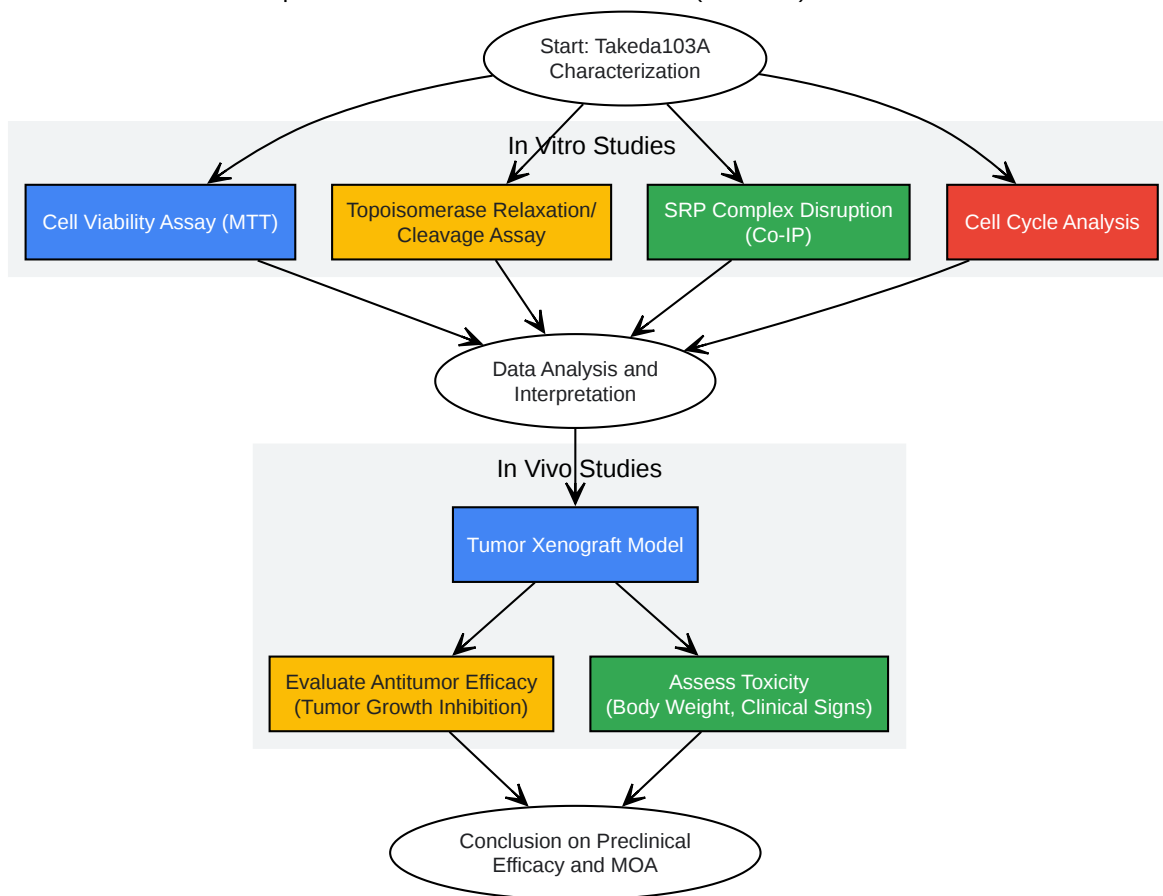 Start: Takeda103A
Characterization
In Vitro Studies
Cell Viability Assay (MTT)
Topoisomerase Relaxation/
Cleavage Assay
SRP Complex Disruption
(Co-IP)
Cell Cycle Analysis
Data Analysis and
Interpretation
In Vivo Studies
Tumor Xenograft Model
Evaluate Antitumor Efficacy
(Tumor Growth Inhibition)
Assess Toxicity
(Body Weight, Clinical Signs)
Conclusion on Preclinical
Efficacy and MOA